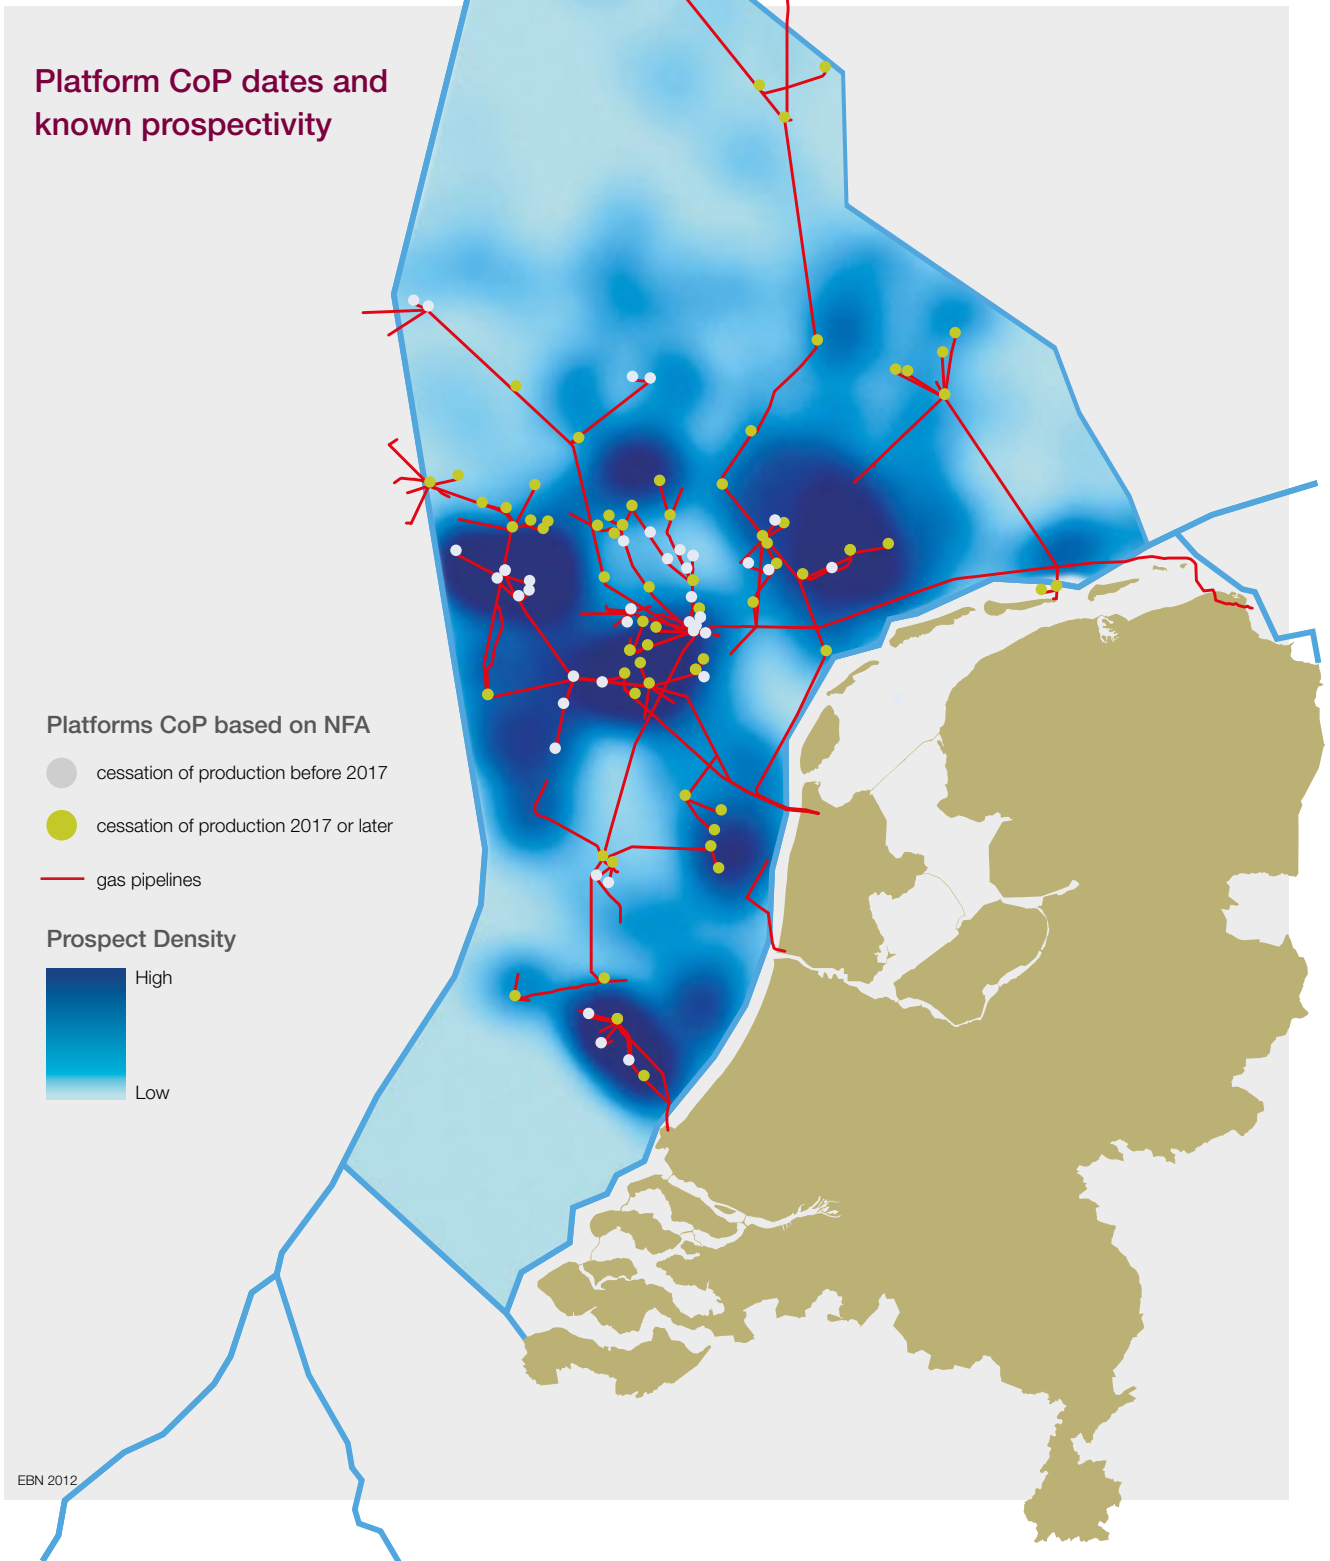 Platform CoP dates and
known prospectivity
Platforms CoP based on NFA
cessation of production before 2017
cessation of production 2017 or later
gas pipelines
Prospect Density
High
Low
EBN 2012